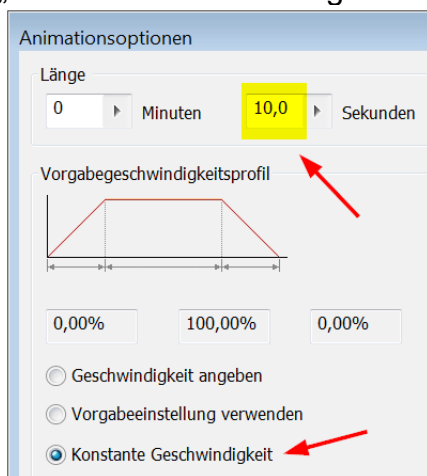 Animationsoptionen
Länge
0 Minuten 10,0 Sekunden
Vorgabegeschwindigkeitsprofil
0,00% 100,00% 0,00%
Geschwindigkeit angeben
Vorgabeeinstellung verwenden
Konstante Geschwindigkeit